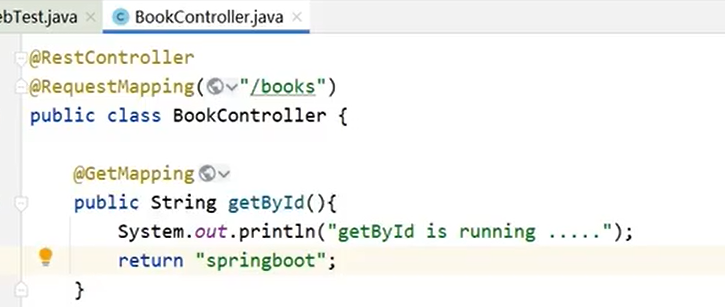 ebTest.java BookController.java
@RestController
@RequestMapping("/books")
public class BookController {
@GetMapping
public String getById(){
System.out.println("getById is running .....");
return "springboot";
}